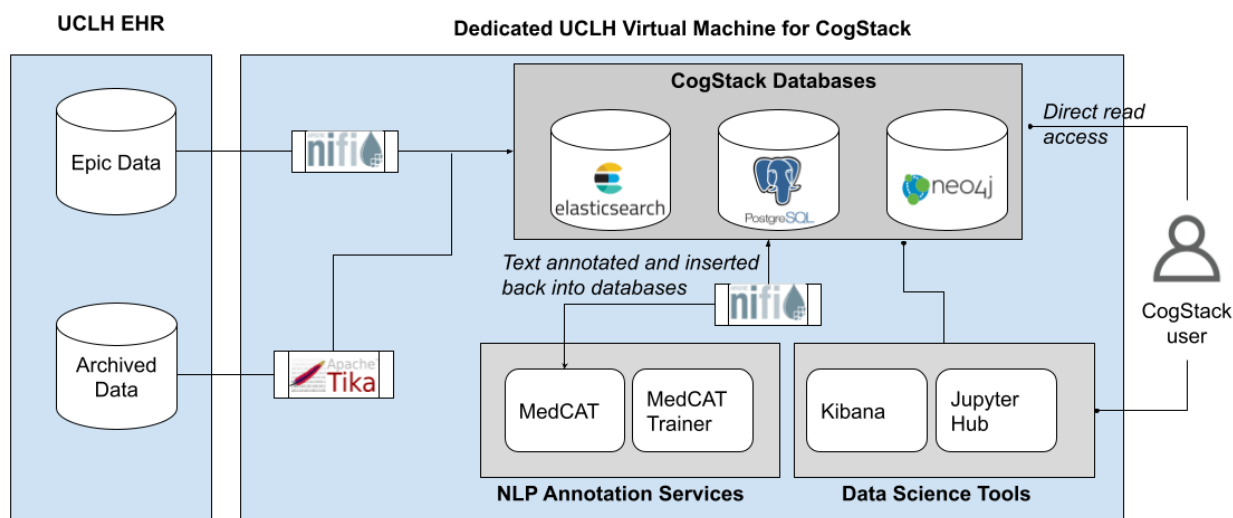 UCLH EHR
Dedicated UCLH Virtual Machine for CogStack
CogStack Databases
Epic Data
nifi
elasticsearch
PostgreSQL
neo4j
Direct read
access
Text annotated and inserted
back into databases
nifi
CogStack
user
Archived
Data
Apache
Tika
MedCAT
MedCAT
Trainer
Kibana
Jupyter
Hub
NLP Annotation Services
Data Science Tools